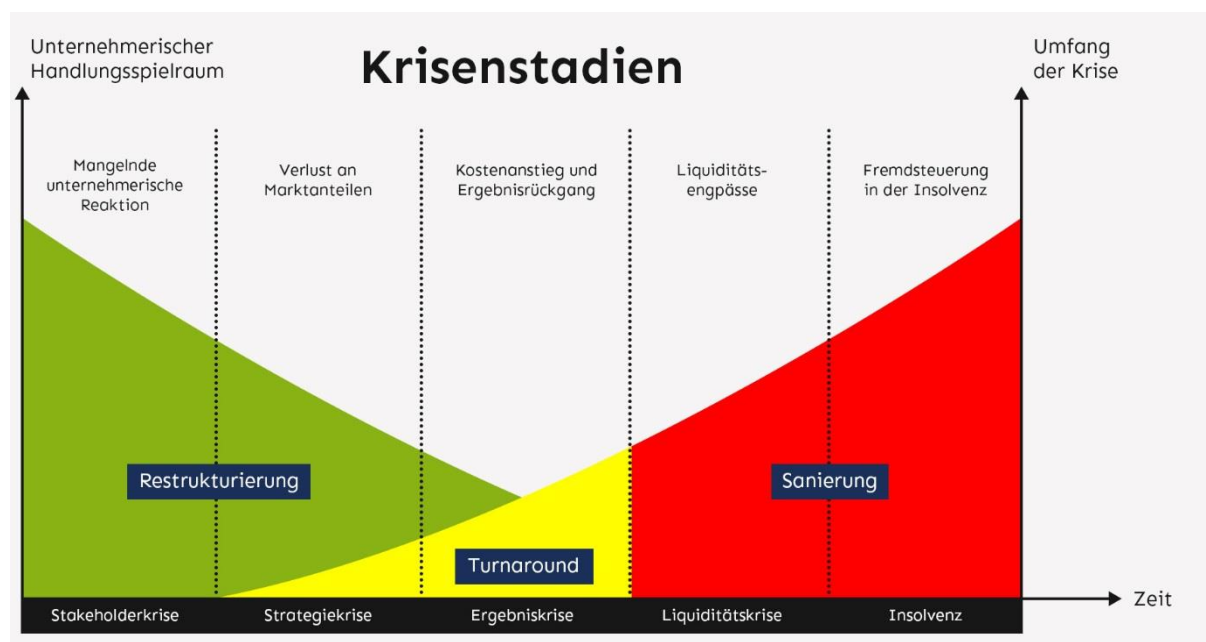 Unternehmerischer
Handlungsspielraum
Krisenstadien
Umfang
der Krise
Mangelnde
unternehmerische
Reaktion
Verlust an
Marktanteilen
Kostenanstieg und
Ergebnisrückgang
Liquiditäts-
engpässe
Fremdsteuerung
in der Insolvenz
Restrukturierung
Sanierung
Turnaround
Stakeholderkrise
Strategiekrise
Ergebniskrise
Liquiditätskrise
Insolvenz
Zeit